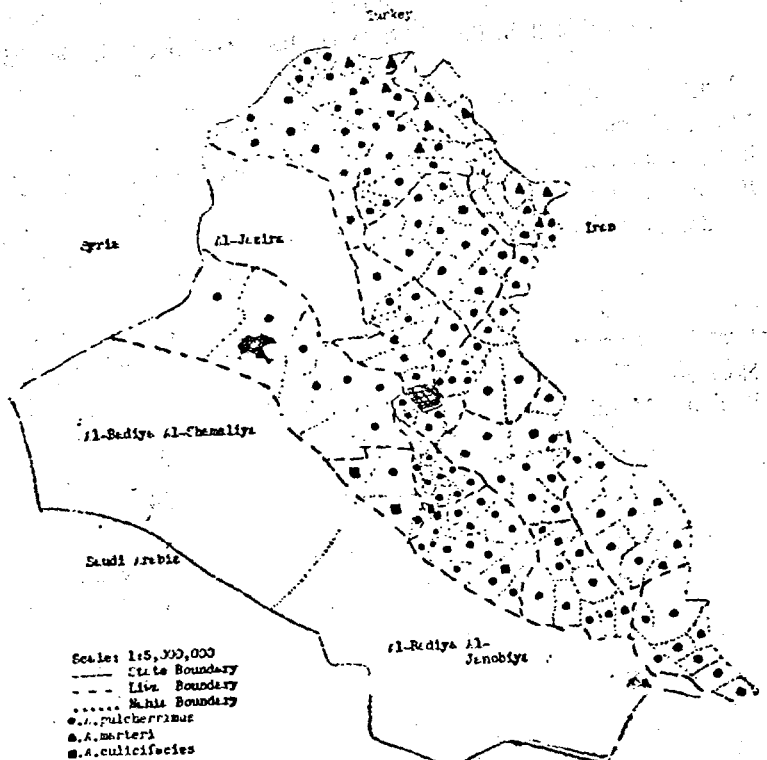 Turkey
Syria
Al-Jazira
Iran
Al-Badiya Al-Chamaliya
Saudi Arabia
Al-Badiya Al-
Janobiya
Scale: 1:5,000,000
State Boundary
Liwa Boundary
Nahia Boundary
A.pulcherrimus
A.marteri
A.culicifacies